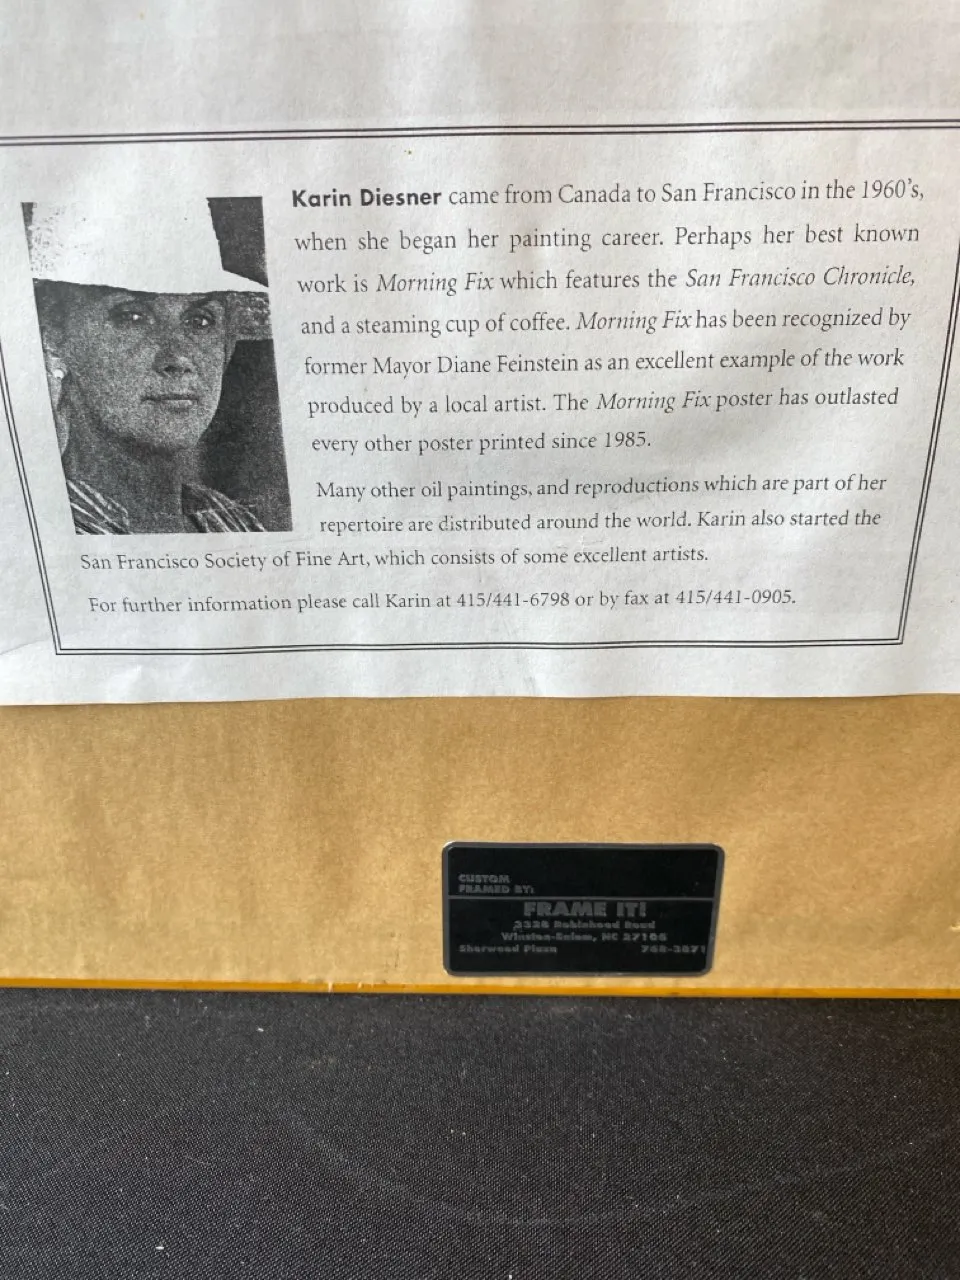 Karin Diesner came from Canada to San Francisco in the 1960's,
when she began her painting career. Perhaps her best known
work is Morning Fix which features the San Francisco Chronicle,
and a steaming cup of coffee. Morning Fix has been recognized by
former Mayor Diane Feinstein as an excellent example of the work
produced by a local artist. The Morning Fix poster has outlasted
every other poster printed since 1985.
Many other oil paintings, and reproductions which are part of her
repertoire are distributed around the world. Karin also started the
San Francisco Society of Fine Art, which consists of some excellent artists.
For further information please call Karin at 415/441-6798 or by fax at 415/441-0905.
CUSTOM
FRAMED BY:
FRAME IT!
Robinhood Road
Winston-Salem, NC 27106
Sherwood Plaza 768-3871